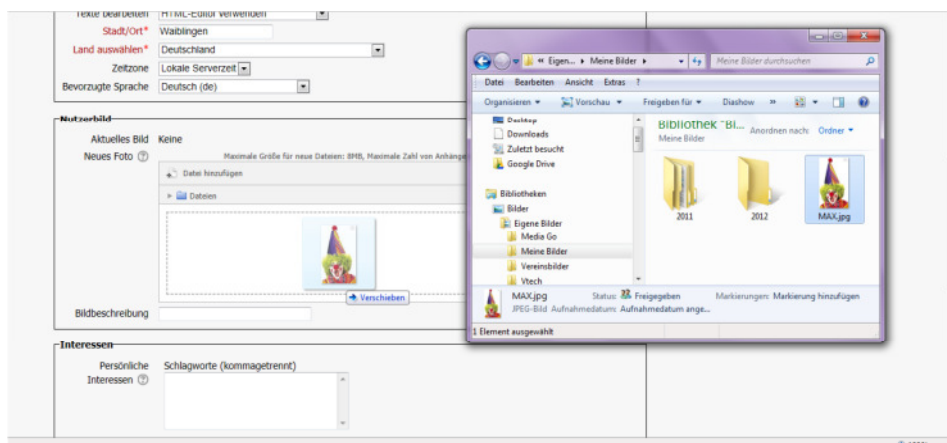 Texte bearbeiten HTML-Editor verwenden
Stadt/Ort* Waiblingen
Land auswählen* Deutschland
Zeitzone Lokale Serverzeit
Bevorzugte Sprache Deutsch (de)
Nutzerbild
Aktuelles Bild Keine
Neues Foto Maximale Größe für neue Dateien: 8MB, Maximale Zahl von Anhänge
Datei hinzufügen
Dateien
Verschieben
Bildbeschreibung
Interessen
Persönliche Interessen
Schlagworte (kommagetrennt)
« Eigen... Meine Bilder
Meine Bilder durchsuchen
Datei Bearbeiten Ansicht Extras ?
Organisieren Vorschau Freigeben für Diashow »
Desktop
Downloads
Zuletzt besucht
Google Drive
Bibliotheken
Bilder
Eigene Bilder
Media Go
Meine Bilder
Vereinsbilder
Vtech
Bibliothek "Bi...
Meine Bilder
Anordnen nach: Ordner
2011
2012
MAX.jpg
MAX.jpg Status: Freigegeben Markierungen: Markierung hinzufügen
JPEG-Bild Aufnahmedatum: Aufnahmedatum ange...
1 Element ausgewählt